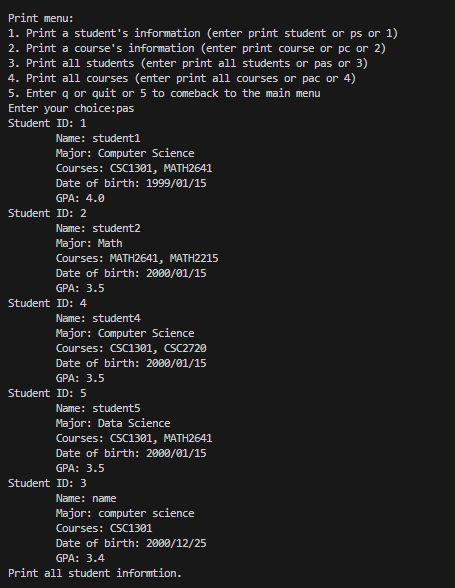 Print menu:
1. Print a student's information (enter print student or ps or 1)
2. Print a course's information (enter print course or pc or 2)
3. Print all students (enter print all students or pas or 3)
4. Print all courses (enter print all courses or pac or 4)
5. Enter q or quit or 5 to comeback to the main menu
Enter your choice:pas
Student ID: 1
Name: student1
Major: Computer Science
Courses: CSC1301, MATH2641
Date of birth: 1999/01/15
GPA: 4.0
Student ID: 2
Name: student2
Major: Math
Courses: MATH2641, MATH2215
Date of birth: 2000/01/15
GPA: 3.5
Student ID: 4
Name: student4
Major: Computer Science
Courses: CSC1301, CSC2720
Date of birth: 2000/01/15
GPA: 3.5
Student ID: 5
Name: student5
Major: Data Science
Courses: CSC1301, MATH2641
Date of birth: 2000/01/15
GPA: 3.5
Student ID: 3
Name: name
Major: computer science
Courses: CSC1301
Date of birth: 2000/12/25
GPA: 3.4
Print all student informtion.